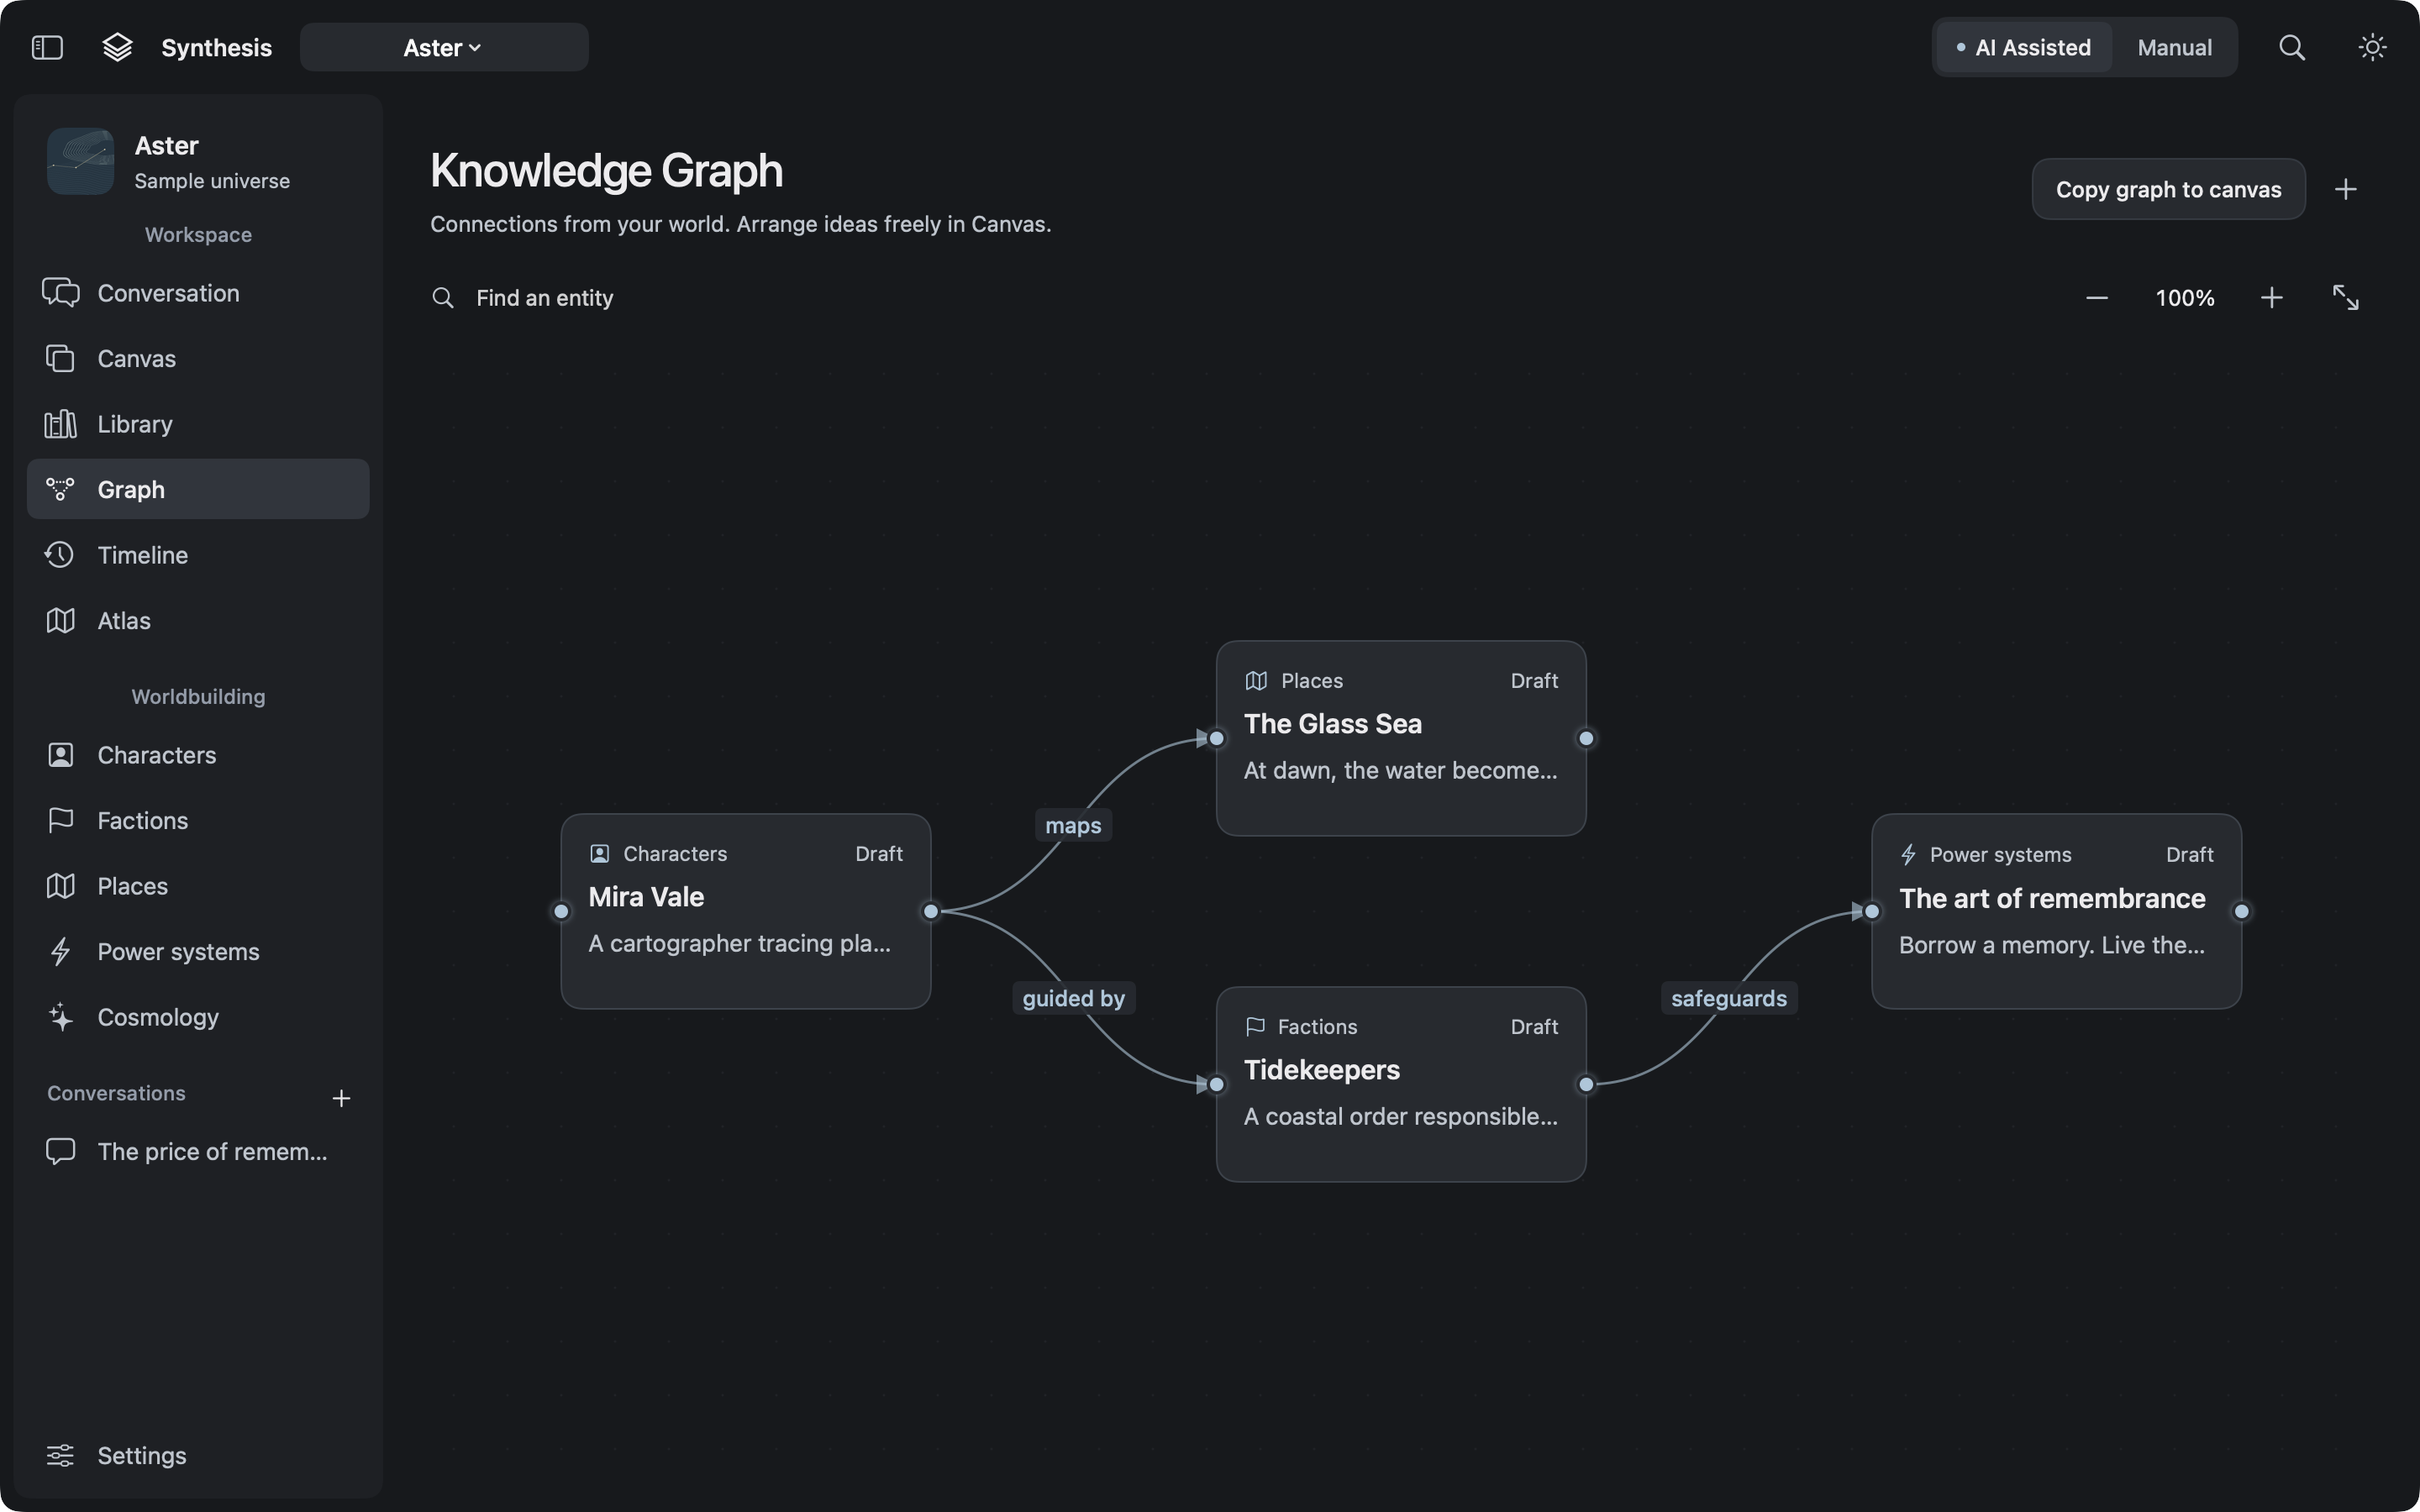 Synthesis
Aster
AI Assisted
Manual
Aster
Sample universe
Workspace
Conversation
Canvas
Library
Graph
Timeline
Atlas
Worldbuilding
Characters
Factions
Places
Power systems
Cosmology
Conversations
The price of remem...
Settings
Knowledge Graph
Connections from your world. Arrange ideas freely in Canvas.
Copy graph to canvas
Find an entity
100%
Places Draft
The Glass Sea
At dawn, the water become...
maps
Characters Draft
Mira Vale
A cartographer tracing pla...
guided by
Factions Draft
Tidekeepers
A coastal order responsible...
safeguards
Power systems Draft
The art of remembrance
Borrow a memory. Live the...